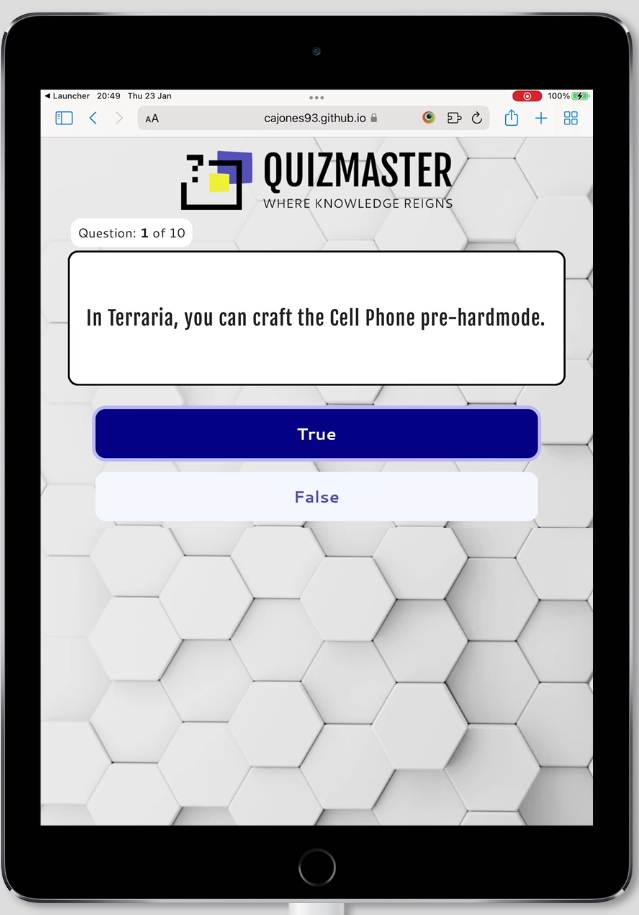 ◀ Launcher 20:49 Thu 23 Jan 100%
AA cajones93.github.io
?
QUIZMASTER
WHERE KNOWLEDGE REIGNS
Question: 1 of 10
In Terraria, you can craft the Cell Phone pre-hardmode.
True
False